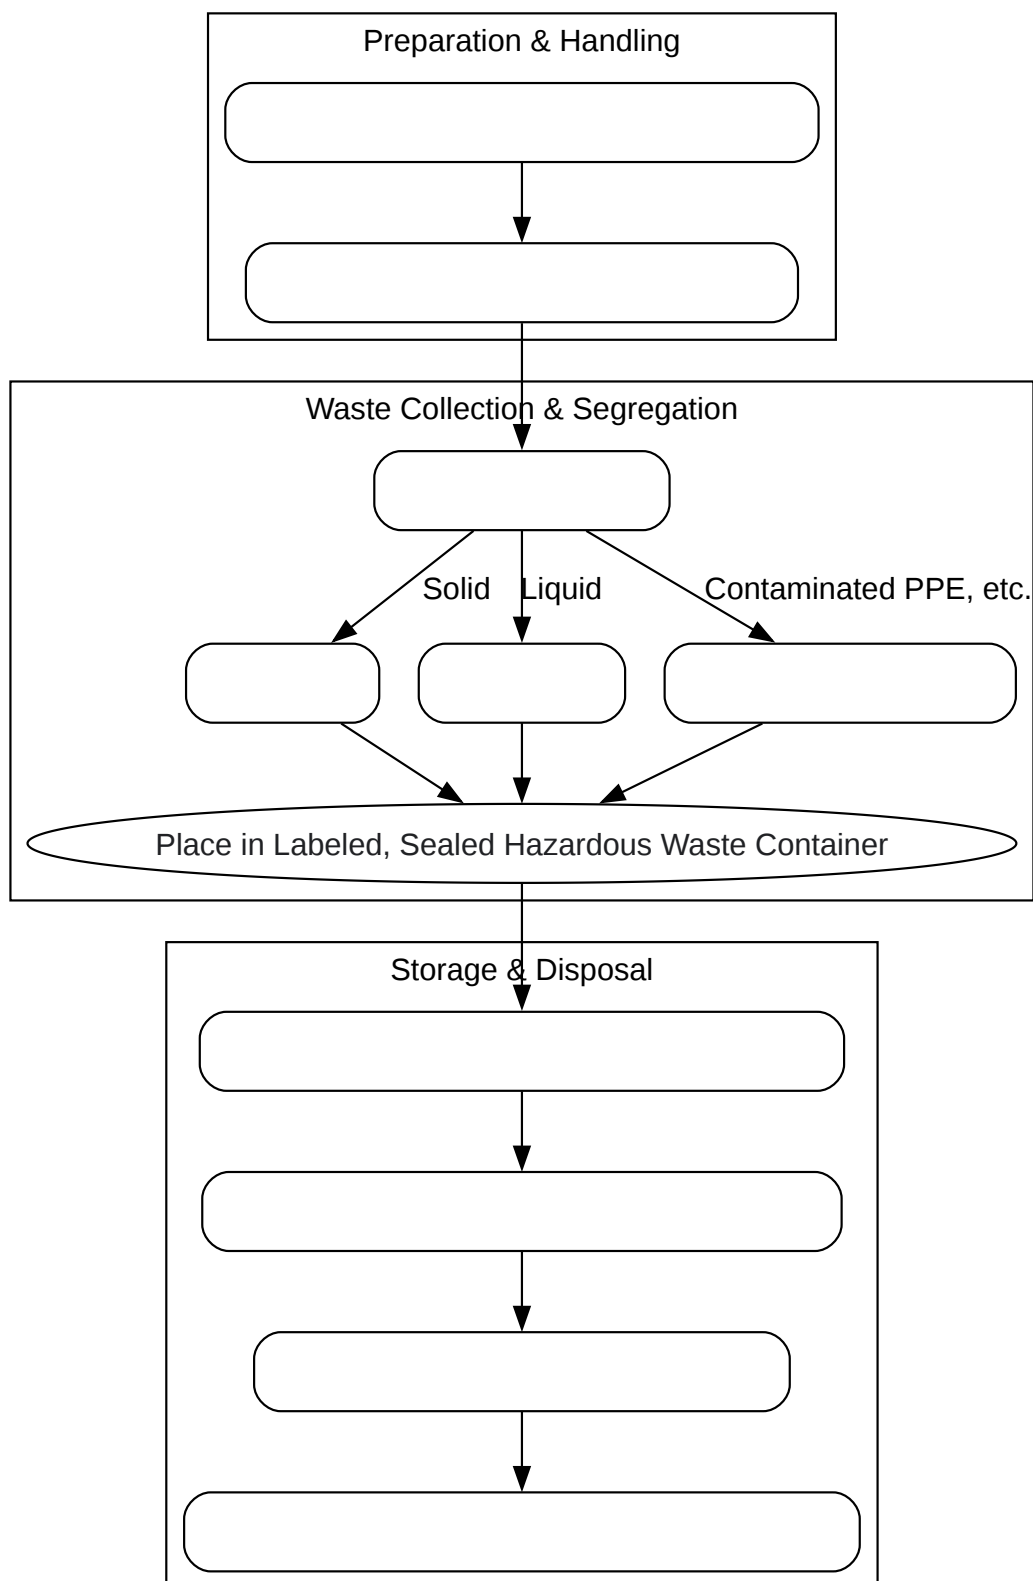 Preparation & Handling
Waste Collection & Segregation
Solid
Liquid
Contaminated PPE, etc.
Place in Labeled, Sealed Hazardous Waste Container
Storage & Disposal